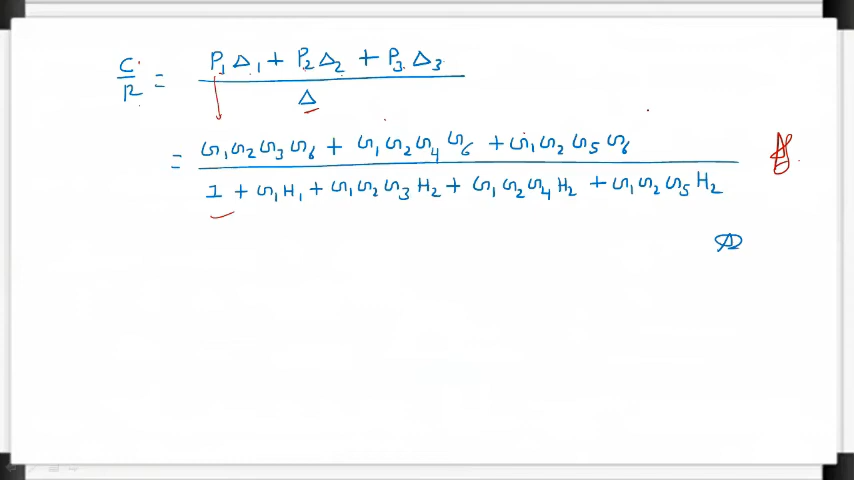 C/R = (P₁Δ₁ + P₂Δ₂ + P₃Δ₃) / Δ
= (G₁G₂G₃G₆ + G₁G₂G₄G₆ + G₁G₂G₅G₆) / (1 + G₁H₁ + G₁G₂G₃H₂ + G₁G₂G₄H₂ + G₁G₂G₅H₂)